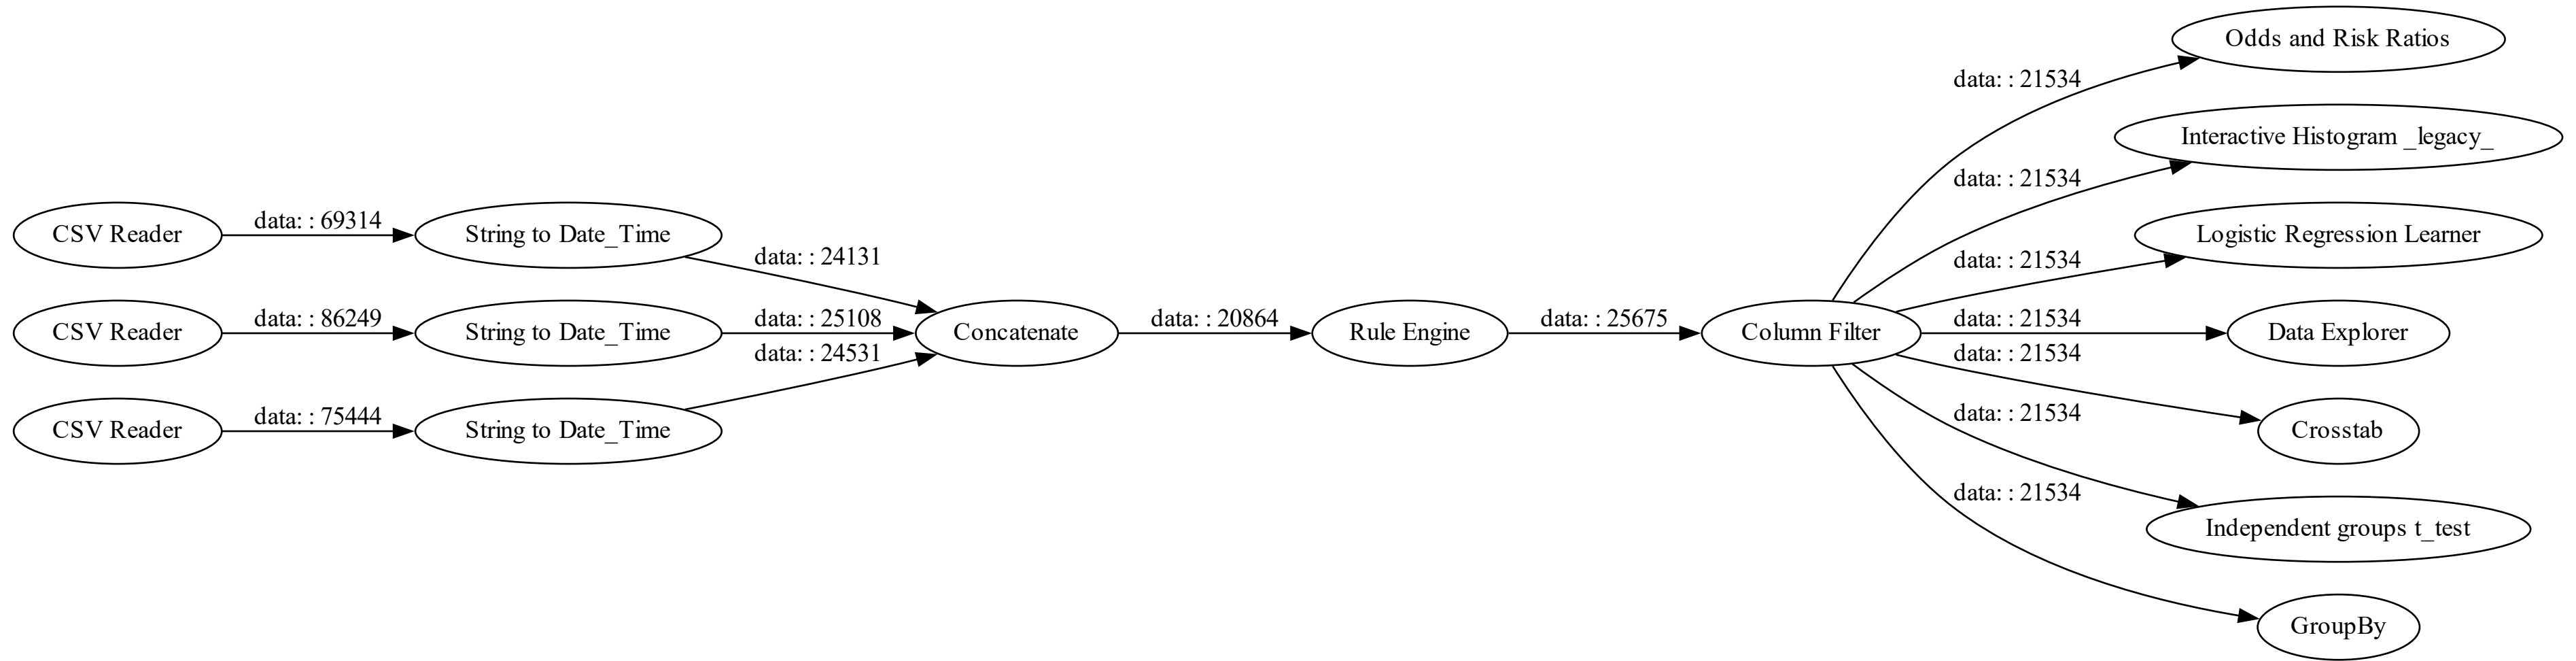 CSV Reader
data: : 69314
String to Date_Time
data: : 24131
CSV Reader
data: : 86249
String to Date_Time
data: : 25108
CSV Reader
data: : 75444
String to Date_Time
data: : 24531
Concatenate
data: : 20864
Rule Engine
data: : 25675
Column Filter
data: : 21534
Odds and Risk Ratios
data: : 21534
Interactive Histogram _legacy_
data: : 21534
Logistic Regression Learner
data: : 21534
Data Explorer
data: : 21534
Crosstab
data: : 21534
Independent groups t_test
data: : 21534
GroupBy